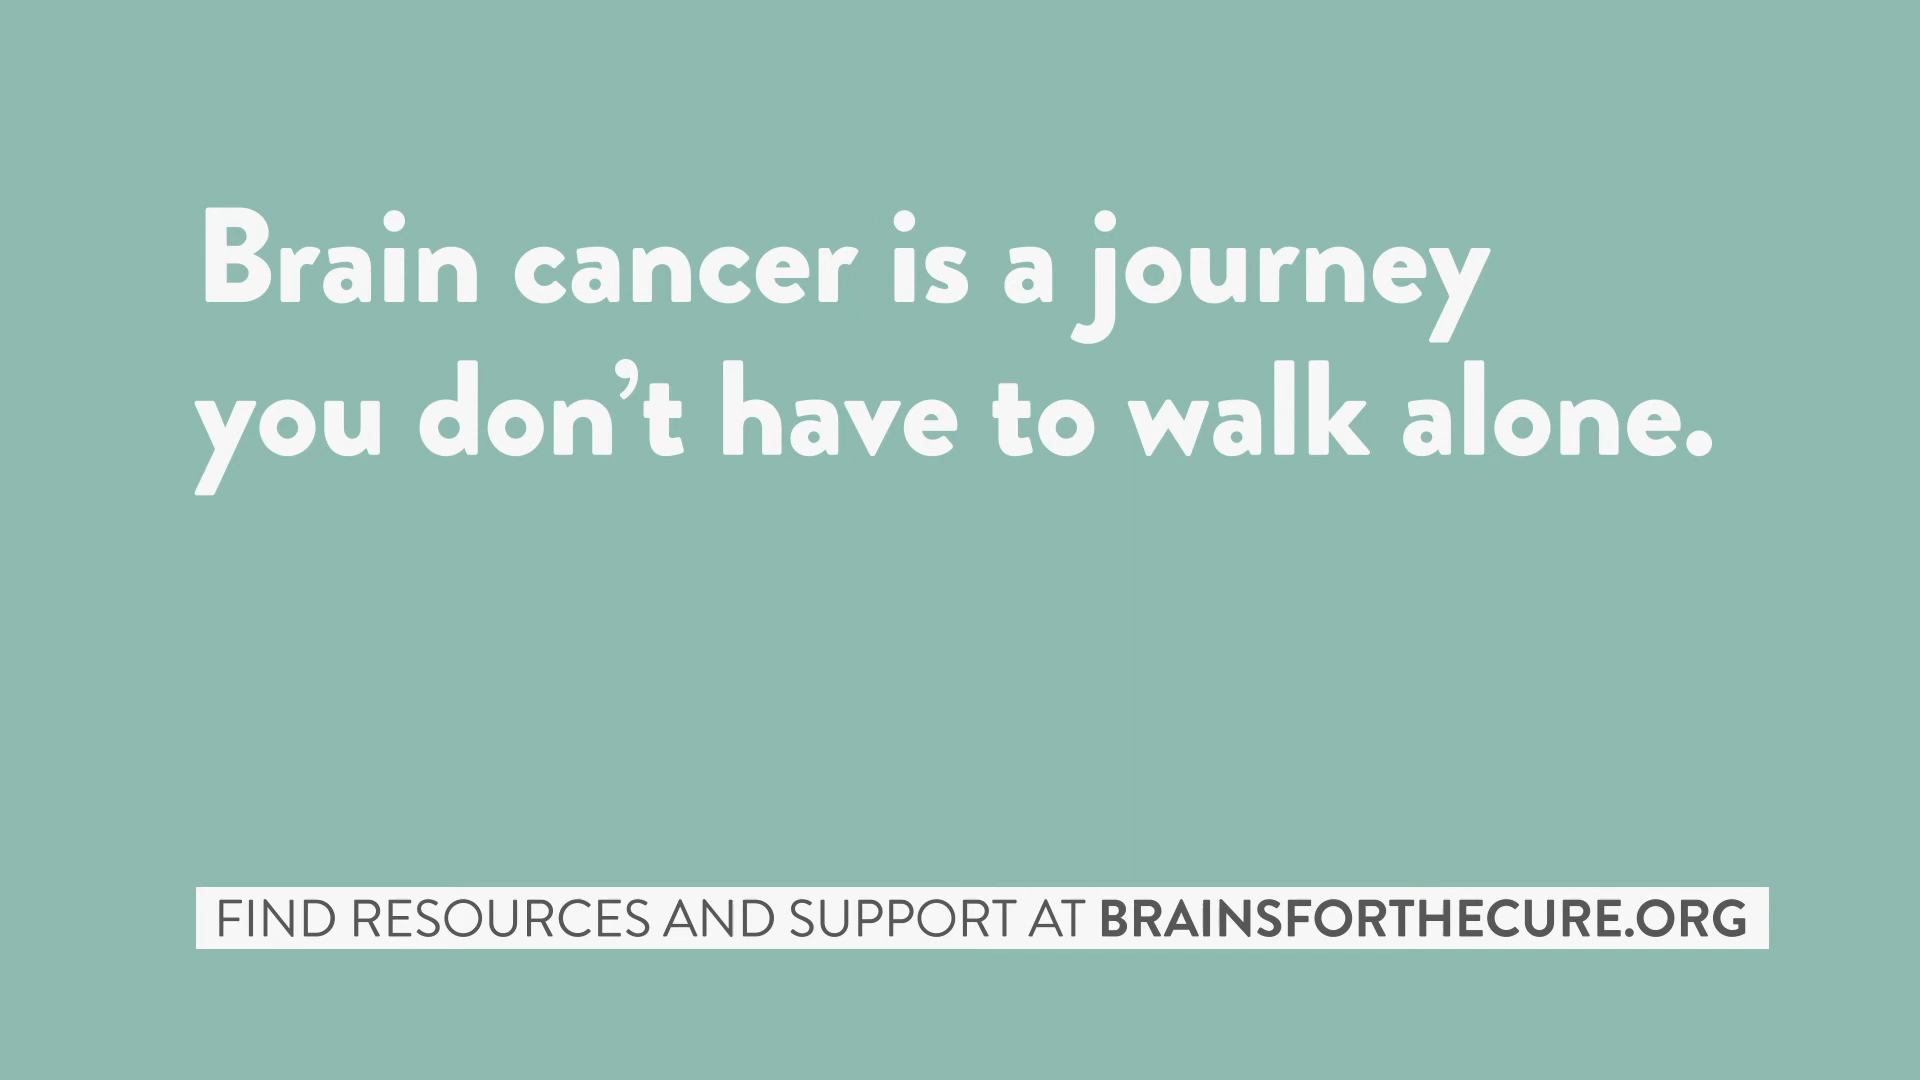 Brain cancer is a journey
you don’t have to walk alone.
FIND RESOURCES AND SUPPORT AT BRAINSFORTHECURE.ORG